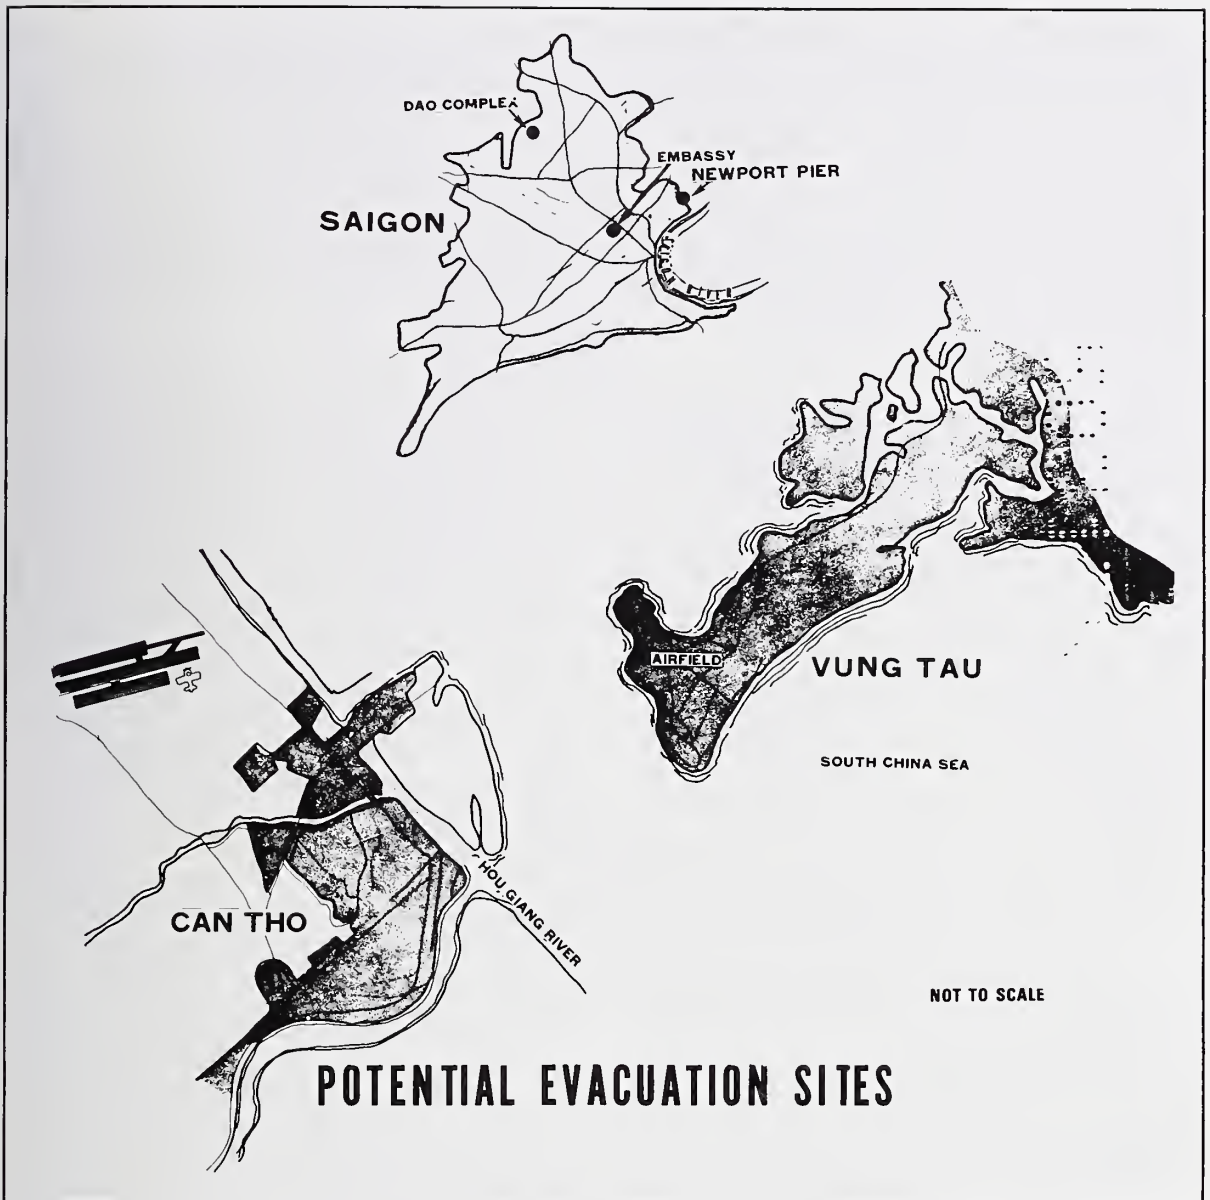 DAO COMPLEX
EMBASSY
NEWPORT PIER
SAIGON
AIRFIELD
VUNG TAU
SOUTH CHINA SEA
HOU GIANG RIVER
CAN THO
NOT TO SCALE
POTENTIAL EVACUATION SITES